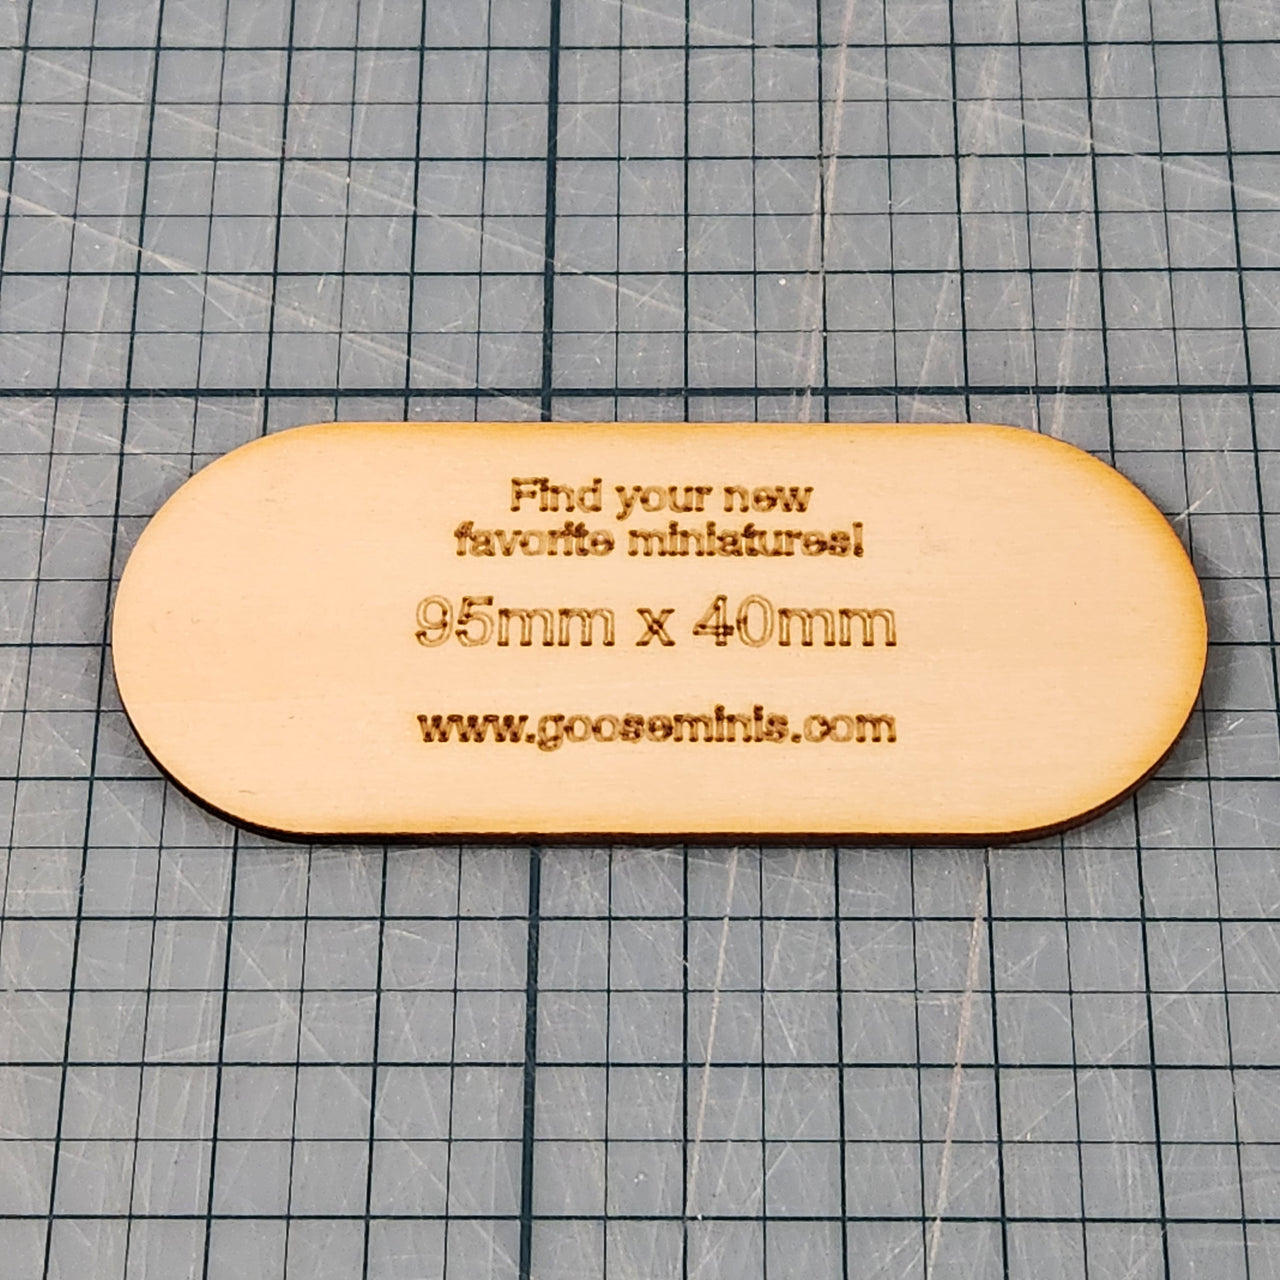 Find your new
favorite miniatures!
95mm x 40mm
www.gooseminis.com